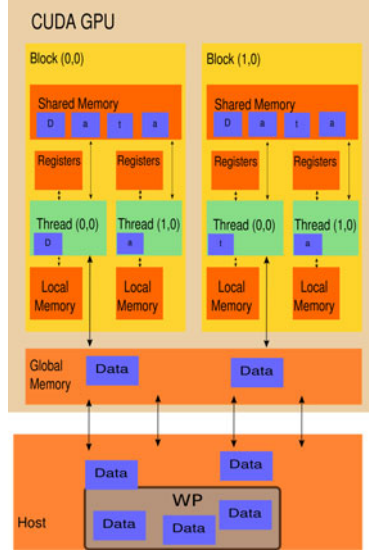 CUDA GPU
Block (0,0)
Block (1,0)
Shared Memory
D a t a
Shared Memory
D a t a
Registers
Registers
Registers
Registers
Thread (0,0)
D
Thread (1,0)
a
Thread (0,0)
t
Thread (1,0)
a
Local
Memory
Local
Memory
Local
Memory
Local
Memory
Global
Memory
Data
Data
Data
Data
WP
Host
Data
Data
Data